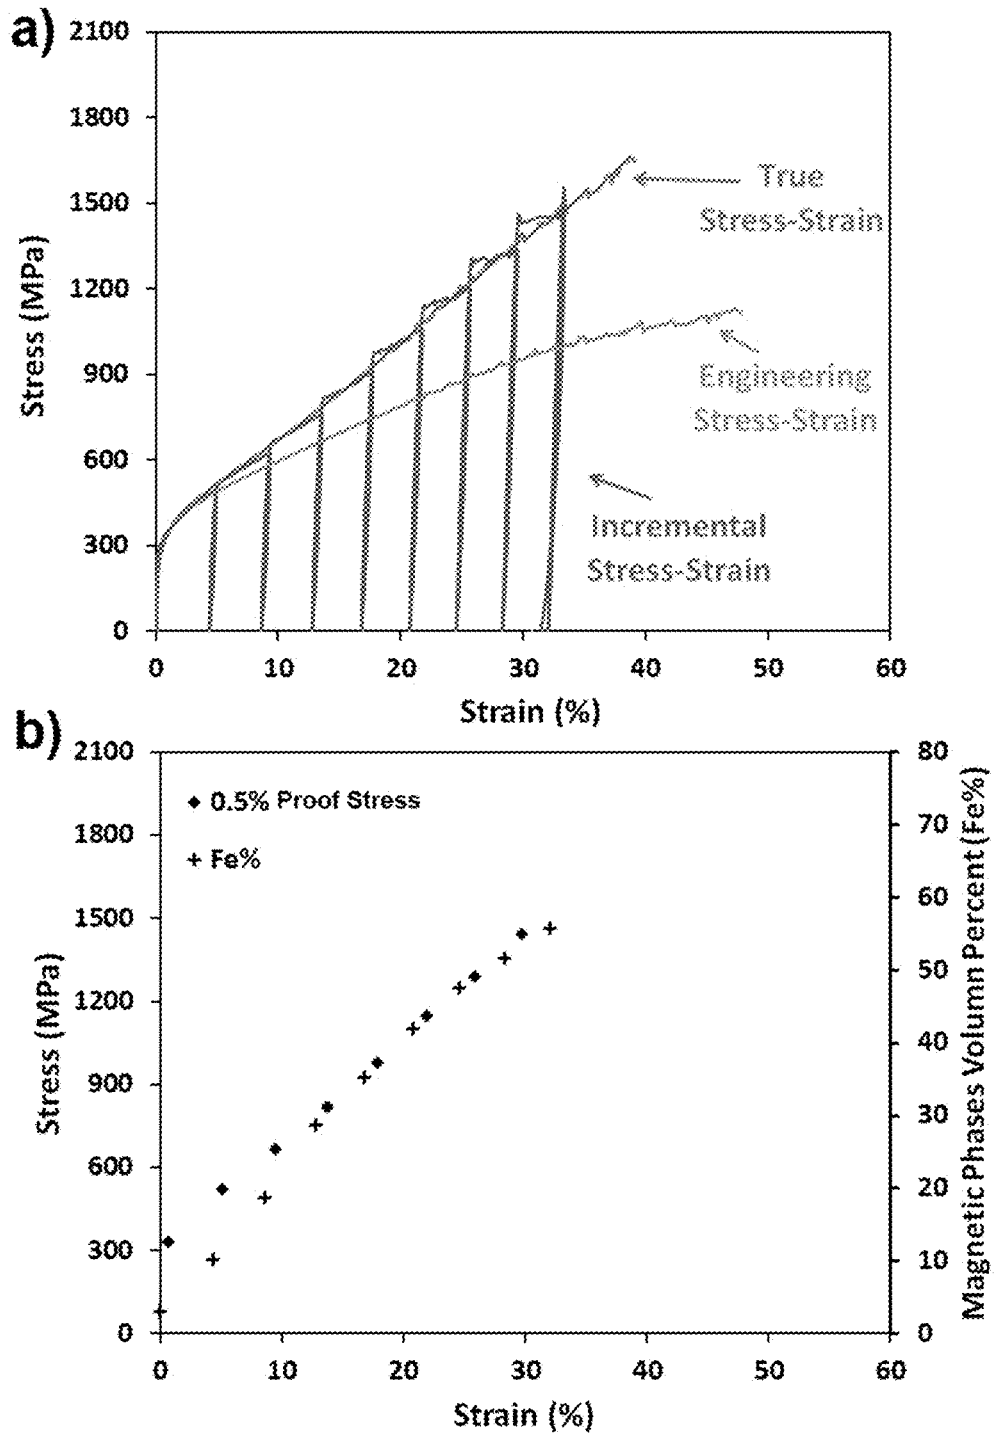 a)
2100
1800
1500
1200
900
600
300
0
Stress (MPa)
True
Stress-Strain
Engineering
Stress-Strain
Incremental
Stress-Strain
0 10 20 30 40 50 60
Strain (%)
b)
2100
1800
1500
1200
900
600
300
0
Stress (MPa)
0.5% Proof Stress
Fe%
80
70
60
50
40
30
20
10
0
Magnetic Phases Volumn Percent (Fe%)
0 10 20 30 40 50 60
Strain (%)